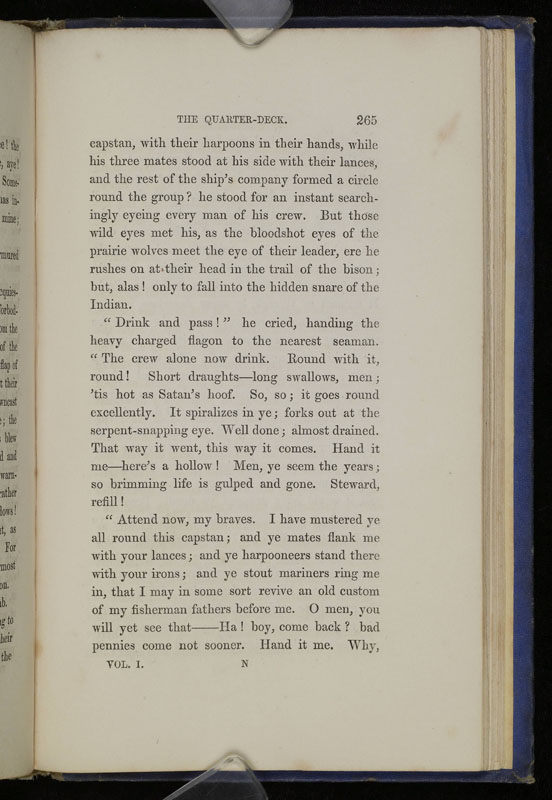 THE QUARTER-DECK. 265
capstan, with their harpoons in their hands, while
his three mates stood at his side with their lances,
and the rest of the ship's company formed a circle
round the group? he stood for an instant search-
ingly eyeing every man of his crew. But those
wild eyes met his, as the bloodshot eyes of the
prairie wolves meet the eye of their leader, ere he
rushes on at their head in the trail of the bison;
but, alas! only to fall into the hidden snare of the
Indian.
"Drink and pass!" he cried, handing the
heavy charged flagon to the nearest seaman.
"The crew alone now drink. Round with it,
round! Short draughts—long swallows, men;
'tis hot as Satan's hoof. So, so; it goes round
excellently. It spiralizes in ye; forks out at the
serpent-snapping eye. Well done; almost drained.
That way it went, this way it comes. Hand it
me—here's a hollow! Men, ye seem the years;
so brimming life is gulped and gone. Steward,
refill!
"Attend now, my braves. I have mustered ye
all round this capstan; and ye mates flank me
with your lances; and ye harpooneers stand there
with your irons; and ye stout mariners ring me
in, that I may in some sort revive an old custom
of my fisherman fathers before me. O men, you
will yet see that——Ha! boy, come back? bad
pennies come not sooner. Hand it me. Why,
VOL. I. N